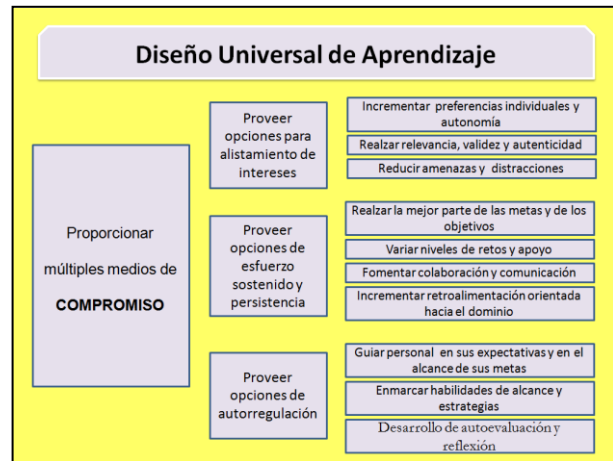 Diseño Universal de Aprendizaje
Proporcionar
múltiples medios de
COMPROMISO
Proveer
opciones para
alistamiento de
intereses
Incrementar preferencias individuales y
autonomía
Realzar relevancia, validez y autenticidad
Reducir amenazas y distracciones
Proveer
opciones de
esfuerzo
sostenido y
persistencia
Realzar la mejor parte de las metas y de los
objetivos
Variar niveles de retos y apoyo
Fomentar colaboración y comunicación
Incrementar retroalimentación orientada
hacia el dominio
Proveer
opciones de
autorregulación
Guiar personal en sus expectativas y en el
alcance de sus metas
Enmarcar habilidades de alcance y
estrategias
Desarrollo de autoevaluación y
reflexión